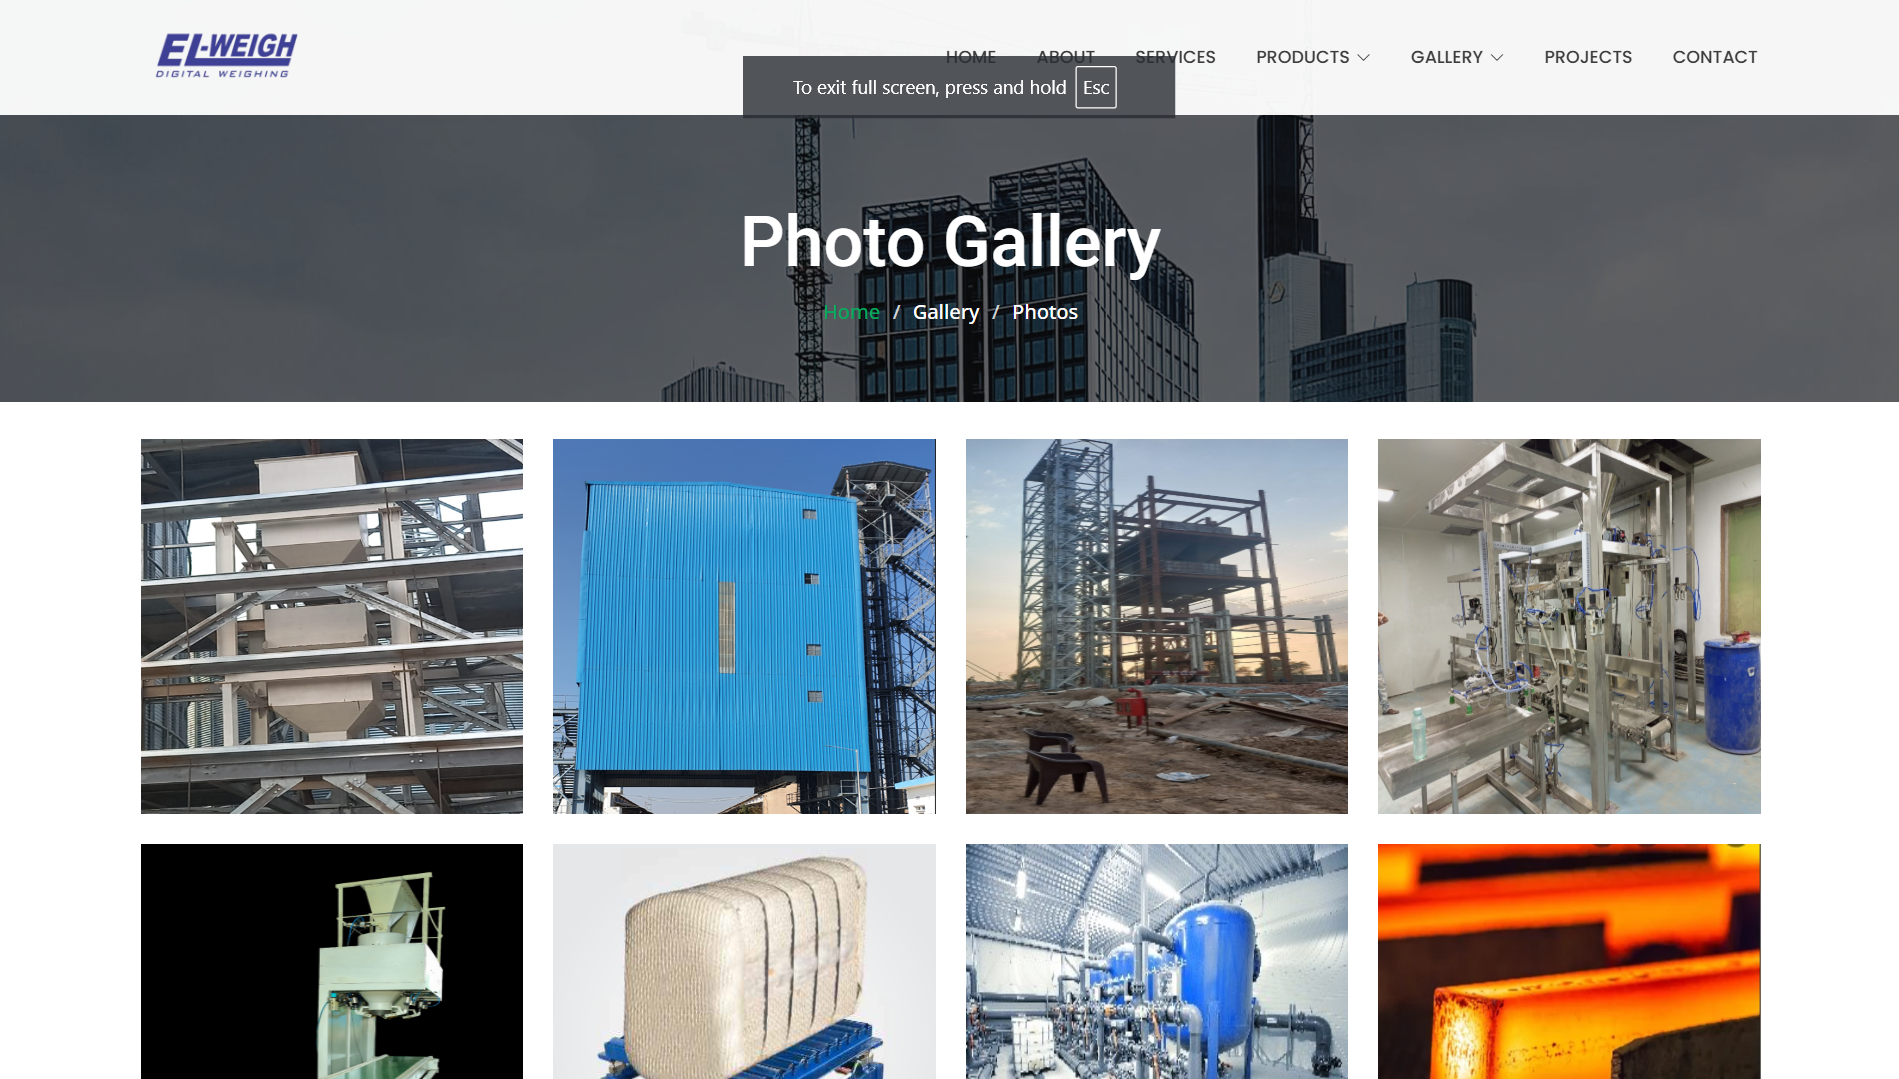 EL-WEIGH
DIGITAL WEIGHING
HOME ABOUT SERVICES PRODUCTS GALLERY PROJECTS CONTACT
To exit full screen, press and hold Esc
Photo Gallery
Home / Gallery / Photos